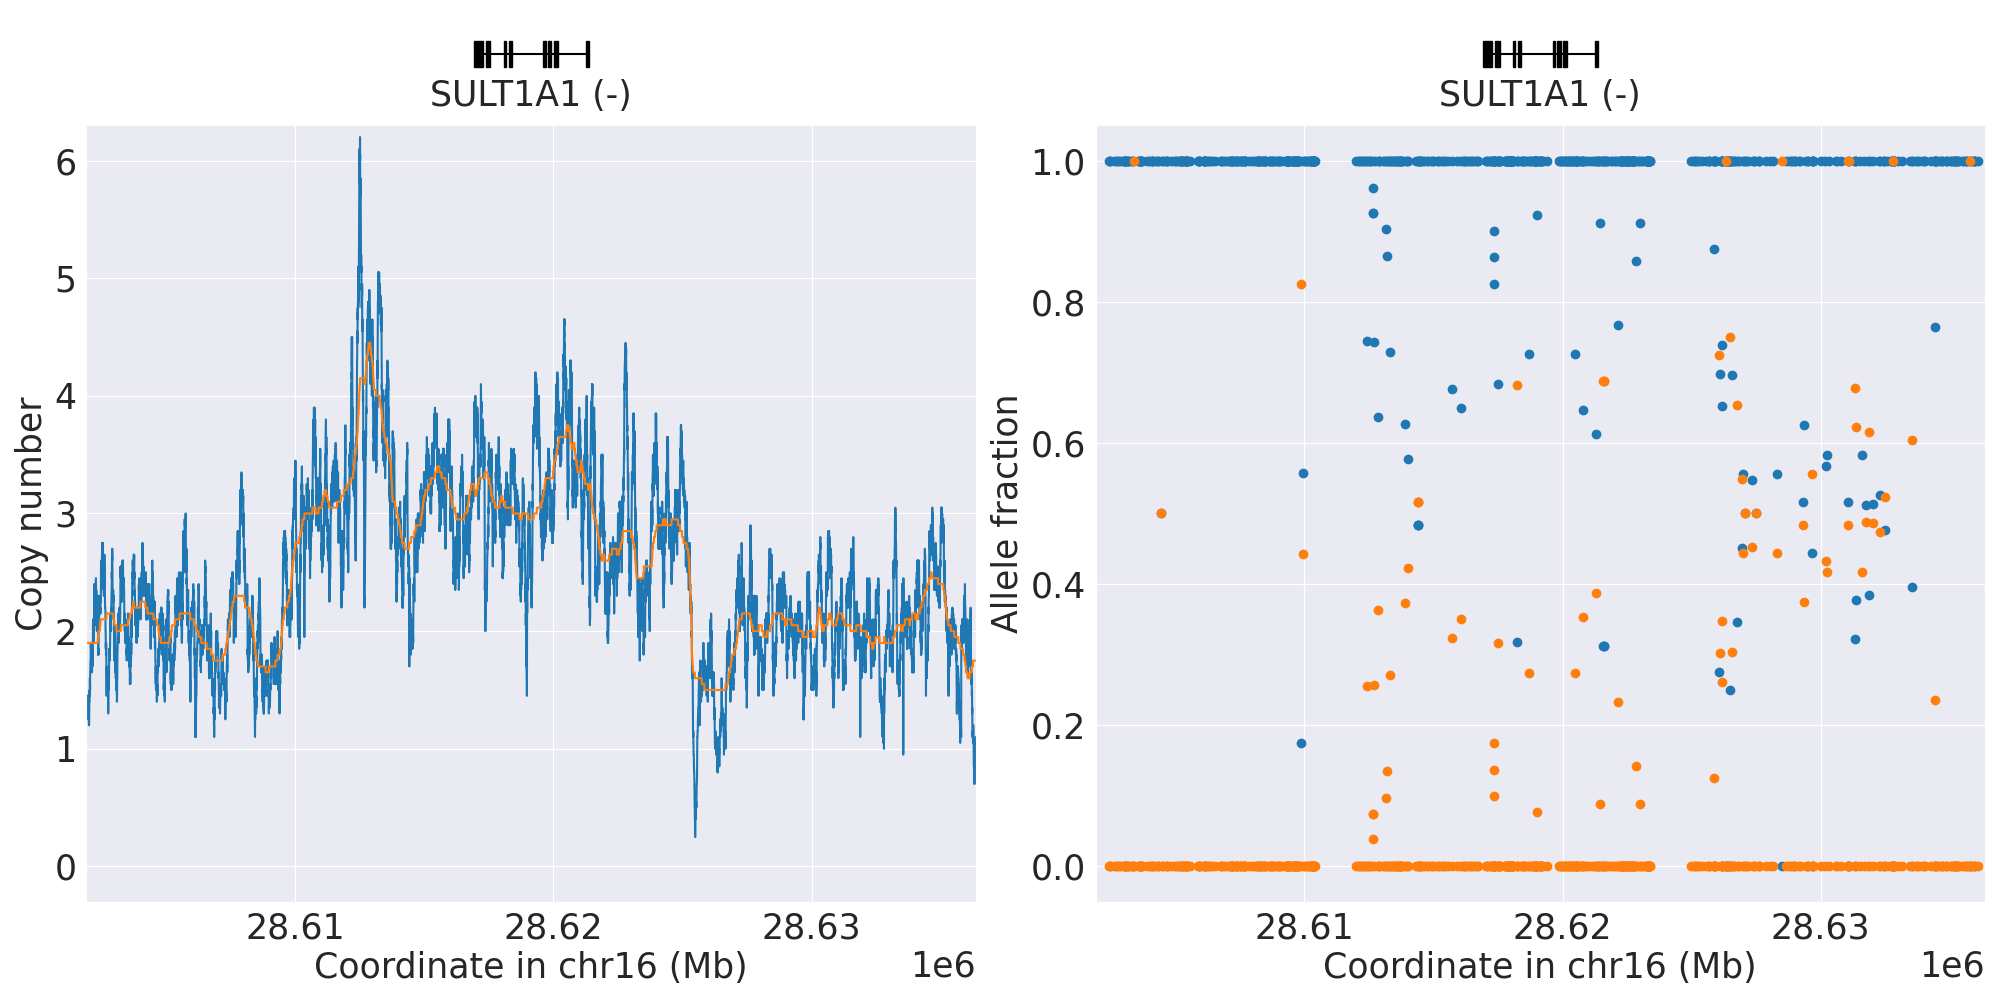 SULT1A1 (-)
6
5
4
3
2
1
0
Copy number
28.61
28.62
28.63
Coordinate in chr16 (Mb)
1e6
SULT1A1 (-)
1.0
0.8
0.6
0.4
0.2
0.0
Allele fraction
28.61
28.62
28.63
Coordinate in chr16 (Mb)
1e6